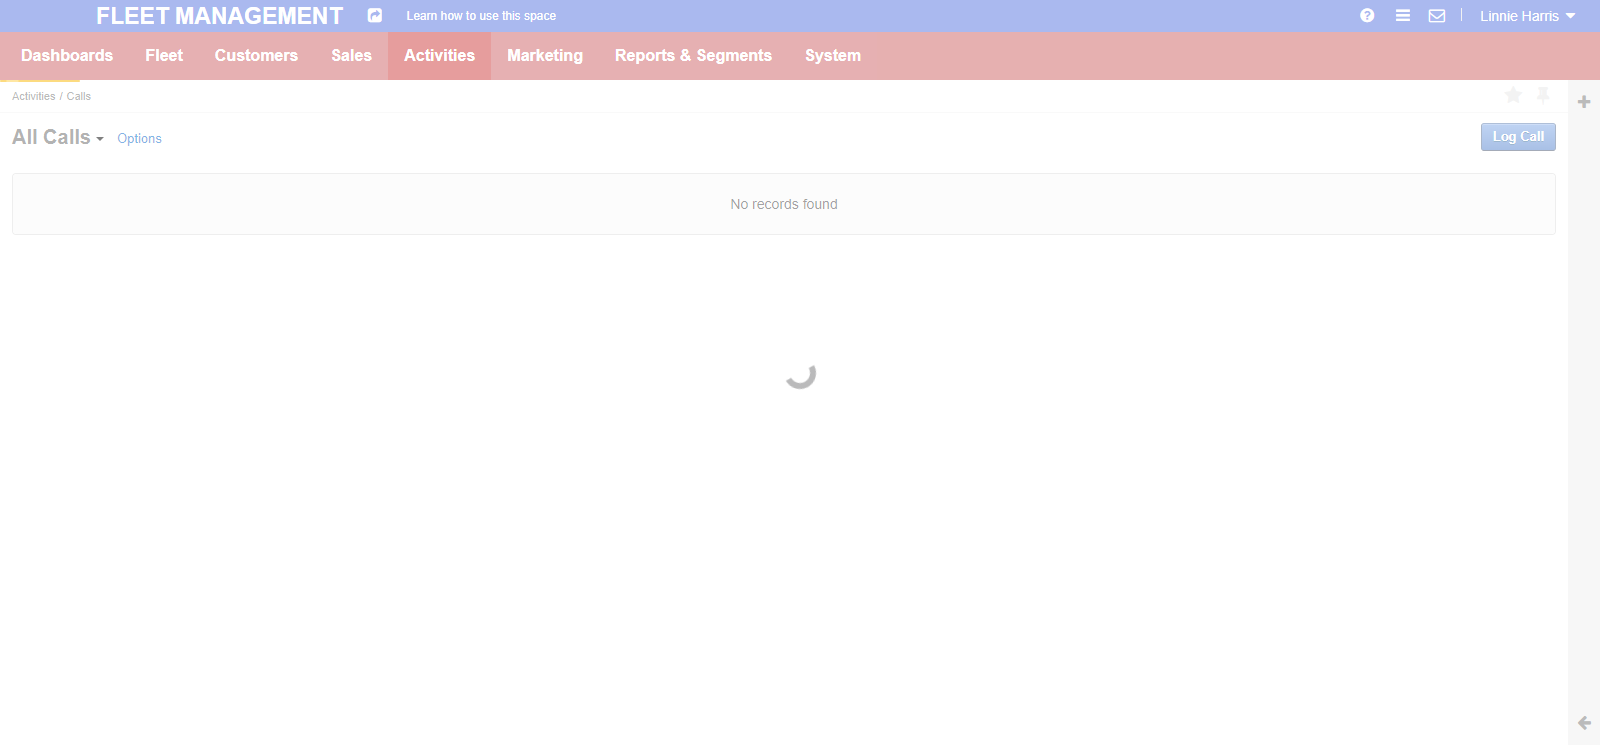 FLEET MANAGEMENT Learn how to use this space Linnie Harris
Dashboards Fleet Customers Sales Activities Marketing Reports & Segments System
Activities / Calls
All Calls Options Log Call
No records found